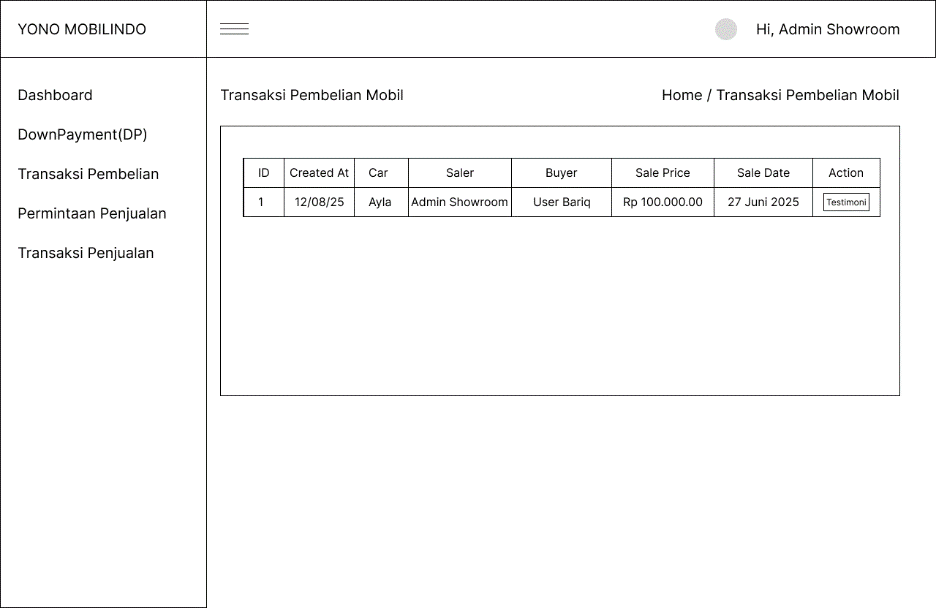 YONO MOBILINDO
Hi, Admin Showroom
Dashboard
DownPayment(DP)
Transaksi Pembelian
Permintaan Penjualan
Transaksi Penjualan
Transaksi Pembelian Mobil
Home / Transaksi Pembelian Mobil
ID Created At Car Saler Buyer Sale Price Sale Date Action
1 12/08/25 Ayla Admin Showroom User Bariq Rp 100.000.00 27 Juni 2025 Testimoni